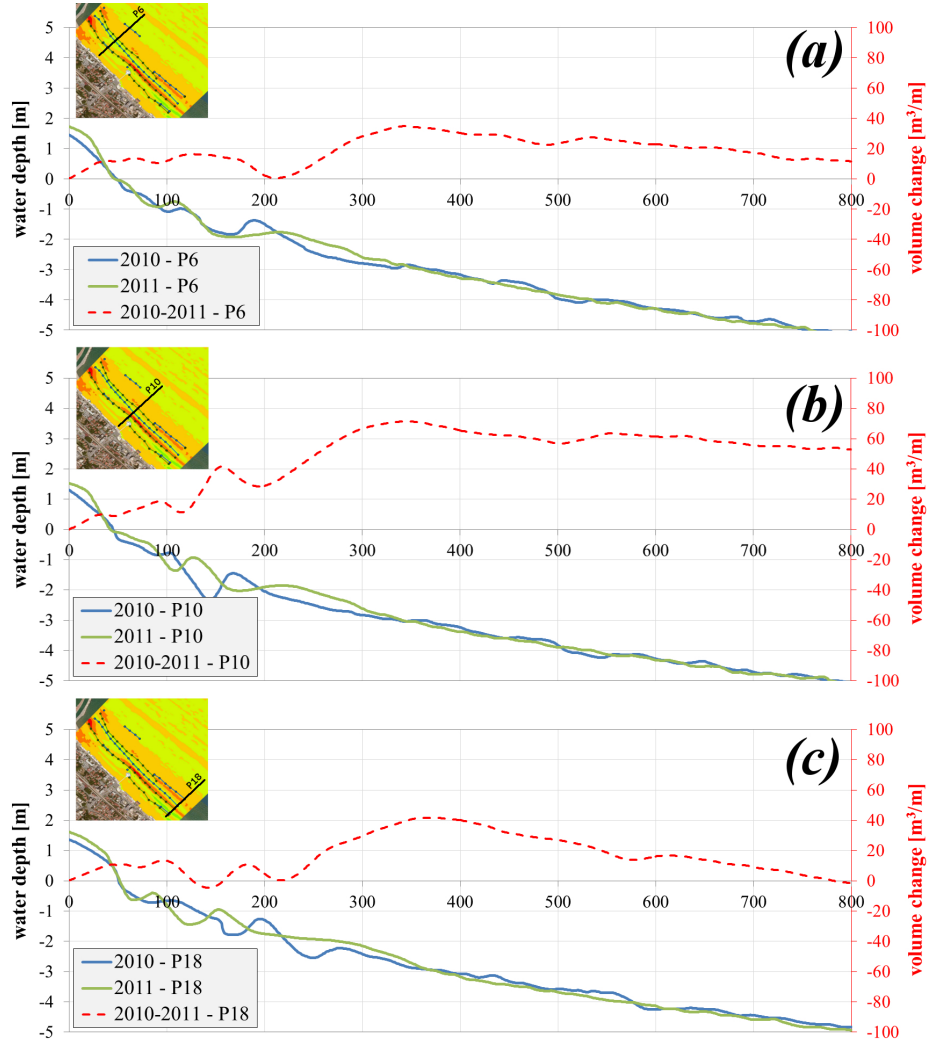 P6
(a)
5
4
3
2
1
0
-1
-2
-3
-4
-5
water depth [m]
0 100 200 300 400 500 600 700 800
100
80
60
40
20
0
-20
-40
-60
-80
-100
volume change [m³/m]
2010 - P6
2011 - P6
2010-2011 - P6
P10
(b)
5
4
3
2
1
0
-1
-2
-3
-4
-5
water depth [m]
0 100 200 300 400 500 600 700 800
100
80
60
40
20
0
-20
-40
-60
-80
-100
volume change [m³/m]
2010 - P10
2011 - P10
2010-2011 - P10
P18
(c)
5
4
3
2
1
0
-1
-2
-3
-4
-5
water depth [m]
0 100 200 300 400 500 600 700 800
100
80
60
40
20
0
-20
-40
-60
-80
-100
volume change [m³/m]
2010 - P18
2011 - P18
2010-2011 - P18